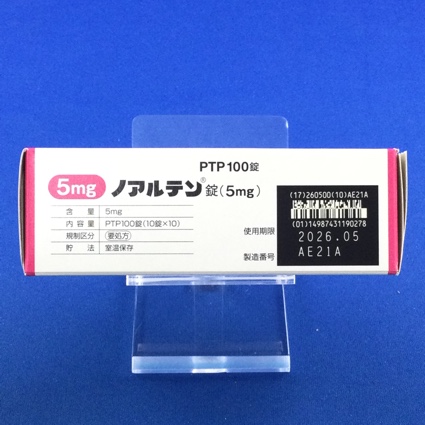 PTP100錠
5mg ノアルテン®錠(5mg)
含量 5mg
内容量 PTP100錠(10錠×10)
規制区分 要処方
貯法 室温保存
使用期限
製造番号
(17)260500(10)AE21A
(01)14987431190278
2026.05
AE21A